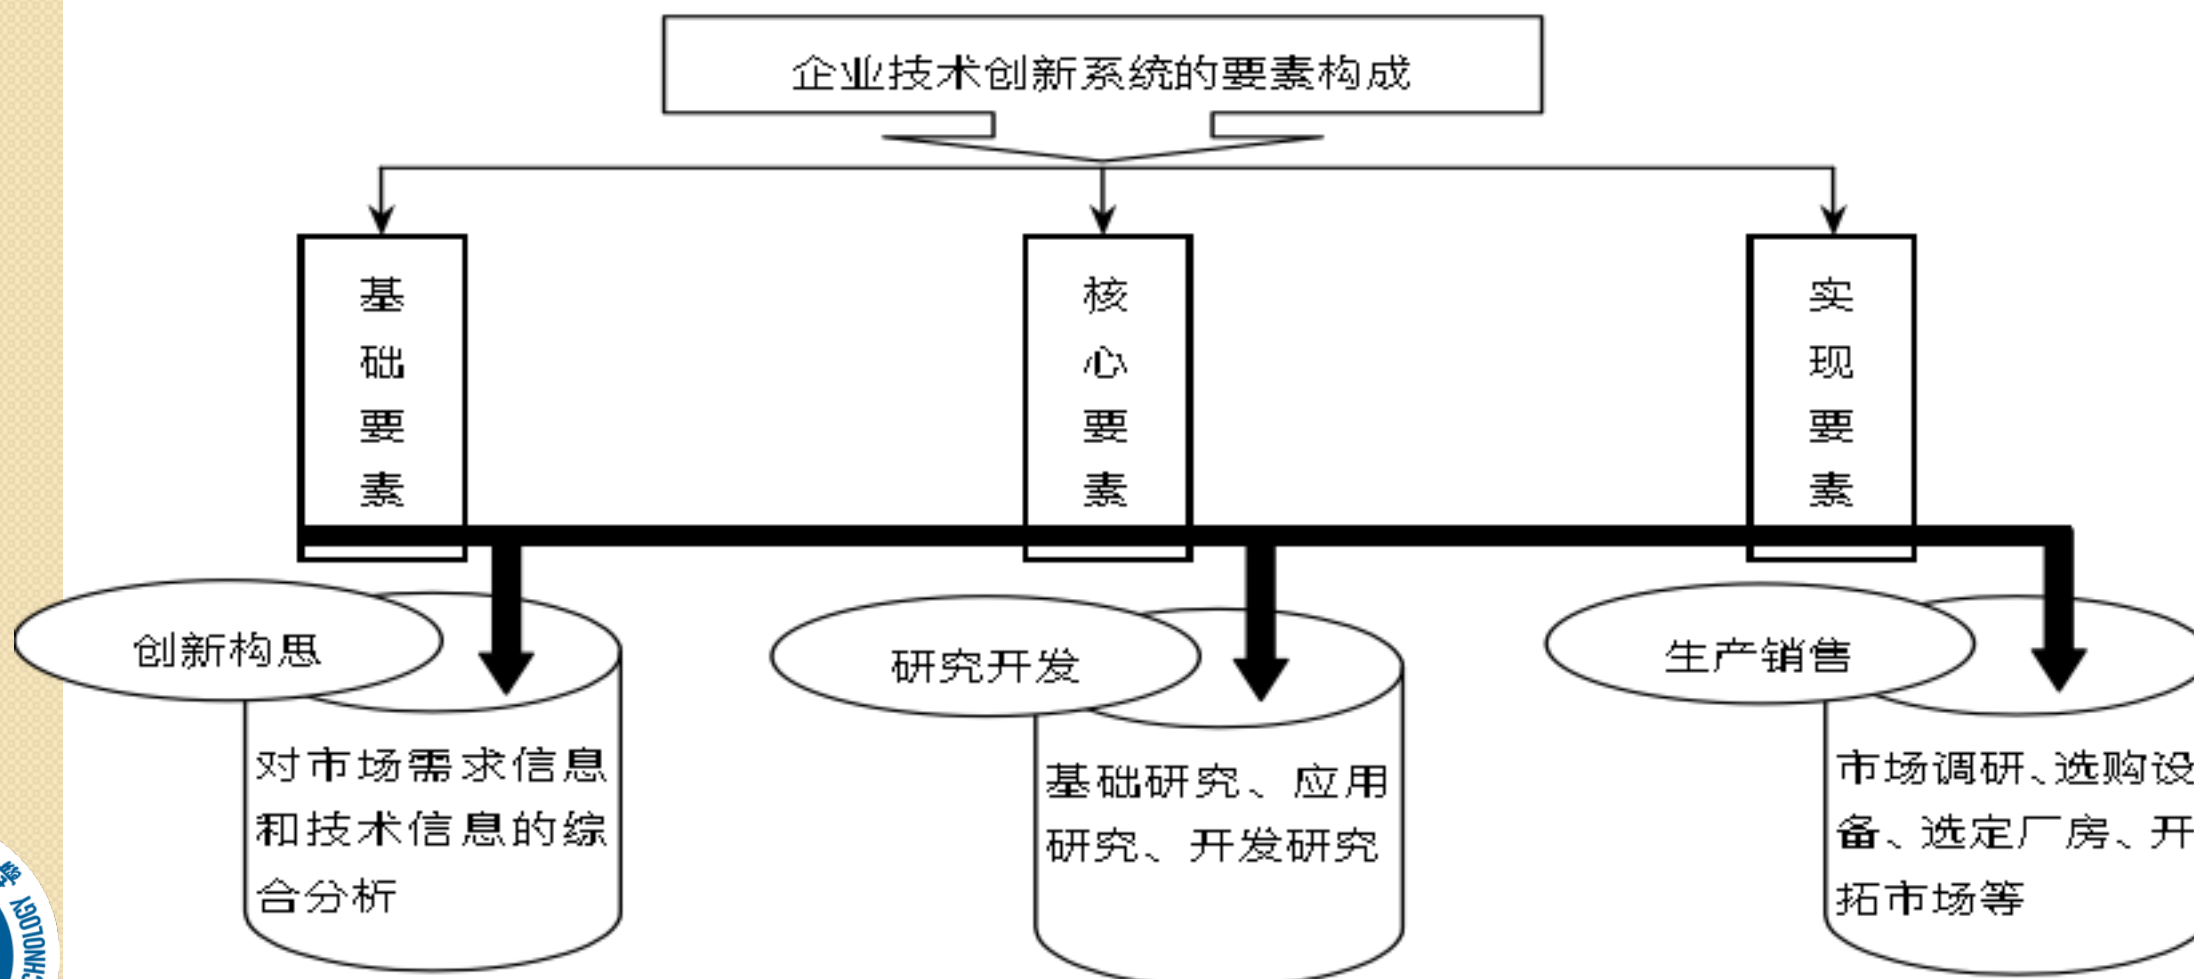 企业技术创新系统的要素构成
基础要素
核心要素
实现要素
创新构思
对市场需求信息
和技术信息的综
合分析
研究开发
基础研究、应用
研究、开发研究
生产销售
市场调研、选购设
备、选定厂房、开
拓市场等